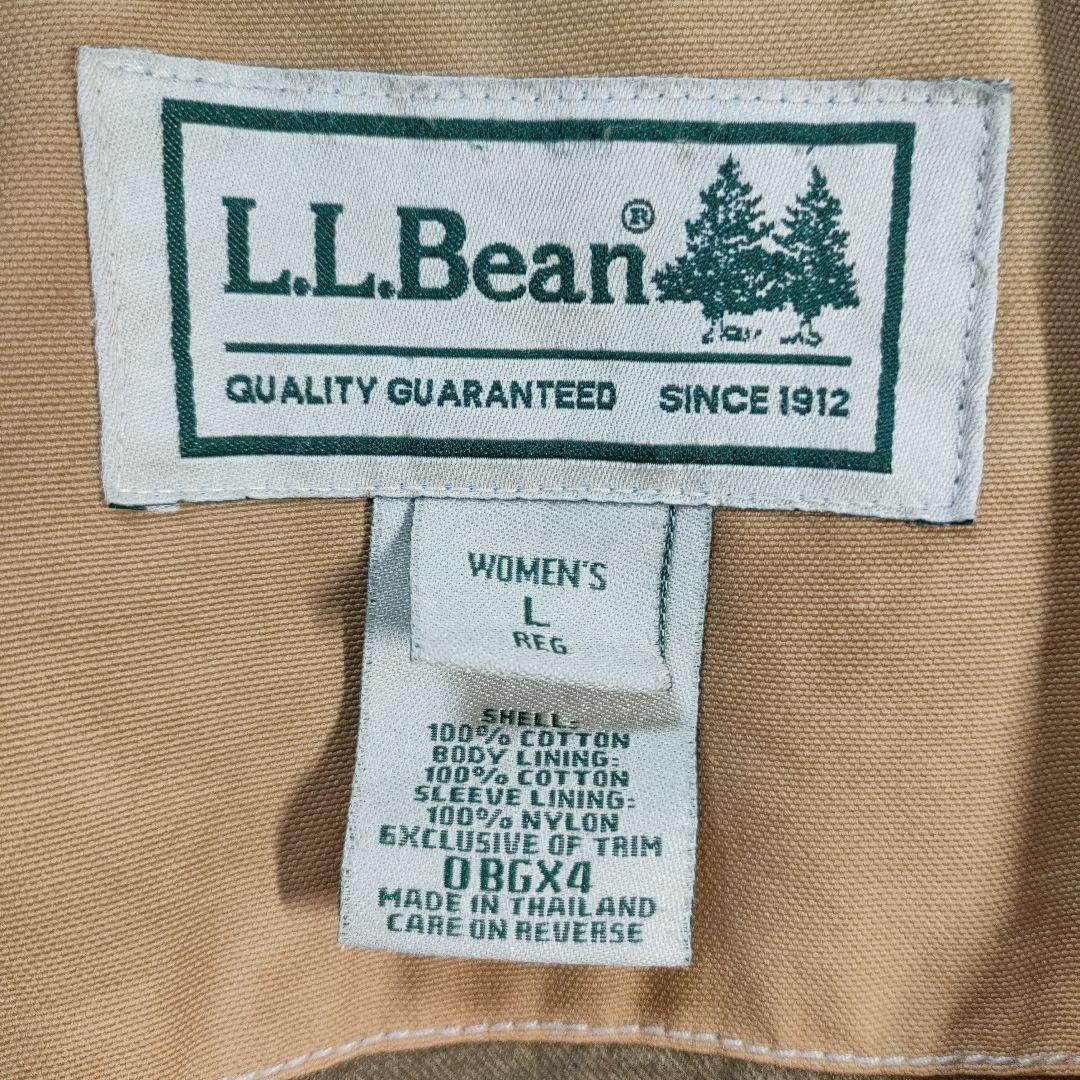 L.L.Bean®
QUALITY GUARANTEED SINCE 1912
WOMEN'S
L
REG
SHELL:
100% COTTON
BODY LINING:
100% COTTON
SLEEVE LINING:
100% NYLON
EXCLUSIVE OF TRIM
0BGX4
MADE IN THAILAND
CARE ON REVERSE